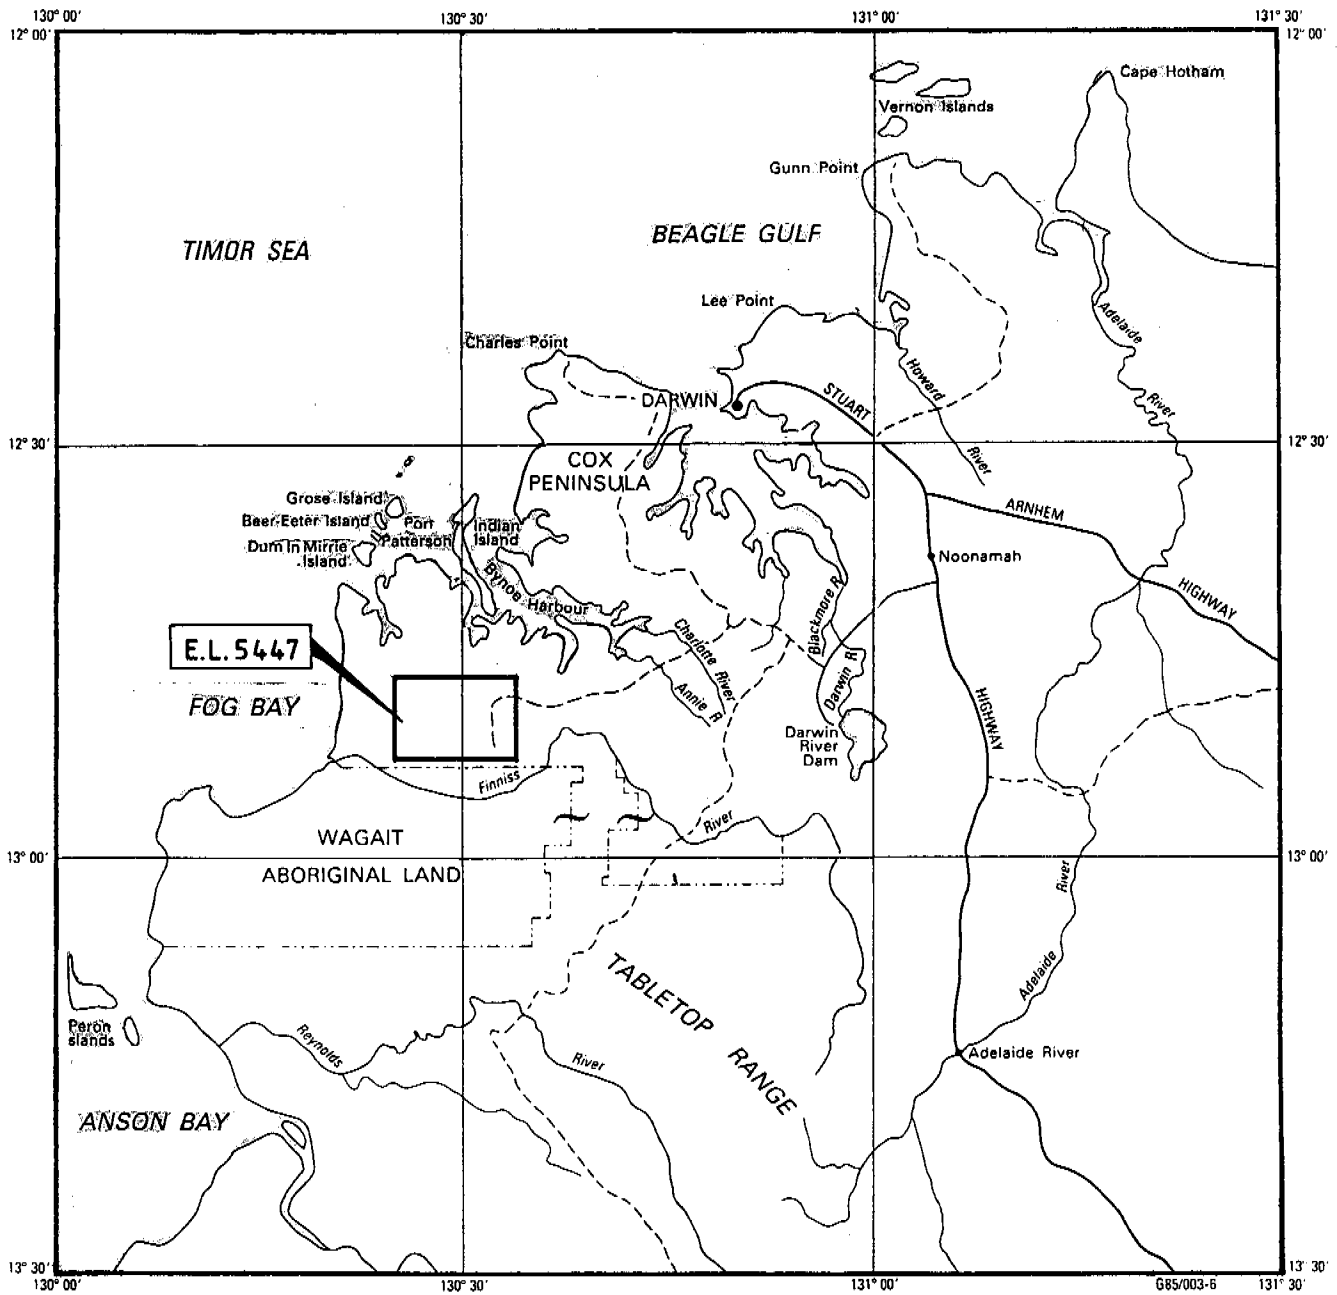 130° 00'
130° 30'
131° 00'
131° 30'
12° 00'
12° 00'
Cape Hotham
Vernon Islands
Gunn Point
TIMOR SEA
BEAGLE GULF
Lee Point
Charles Point
Adelaide
River
Howard
River
DARWIN
STUART
12° 30'
12° 30'
COX
PENINSULA
Grose Island
Beer-Eeter Island
Port
Patterson
Indian
Island
Dum In Mirrie
Island
ARNHEM
HIGHWAY
Noonamah
Bynoe Harbour
Blackmore R
Charlotte River
Annie R
Darwin R
E.L. 5447
FOG BAY
HIGHWAY
Darwin
River
Dam
Finniss
River
WAGAIT
ABORIGINAL LAND
13° 00'
13° 00'
River
Adelaide
TABLETOP RANGE
Peron
slands
Reynolds
River
Adelaide River
ANSON BAY
13° 30'
13° 30'
130° 00'
130° 30'
131° 00'
G85/003-6
131° 30'